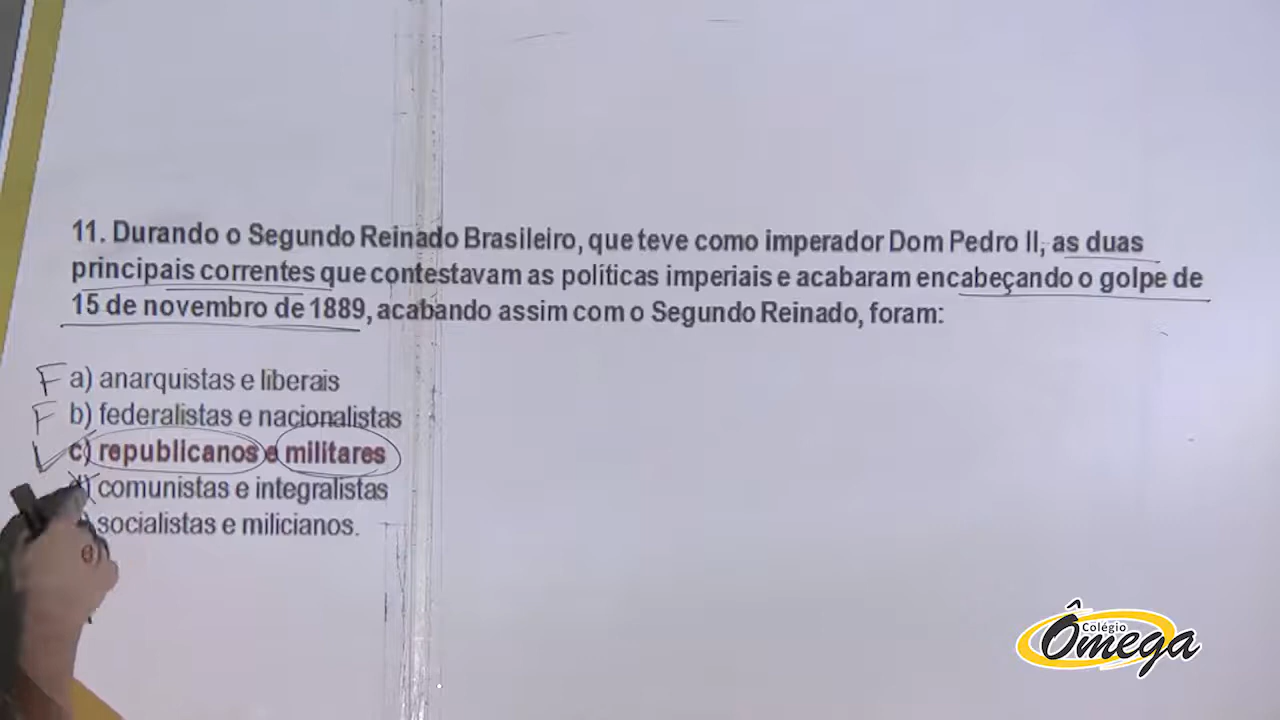 11. Durando o Segundo Reinado Brasileiro, que teve como imperador Dom Pedro II, as duas
principais correntes que contestavam as políticas imperiais e acabaram encabeçando o golpe de
15 de novembro de 1889, acabando assim com o Segundo Reinado, foram:
F a) anarquistas e liberais
F b) federalistas e nacionalistas
c) republicanos e militares
d) comunistas e integralistas
socialistas e milicianos.
e)
Colégio
Ômega